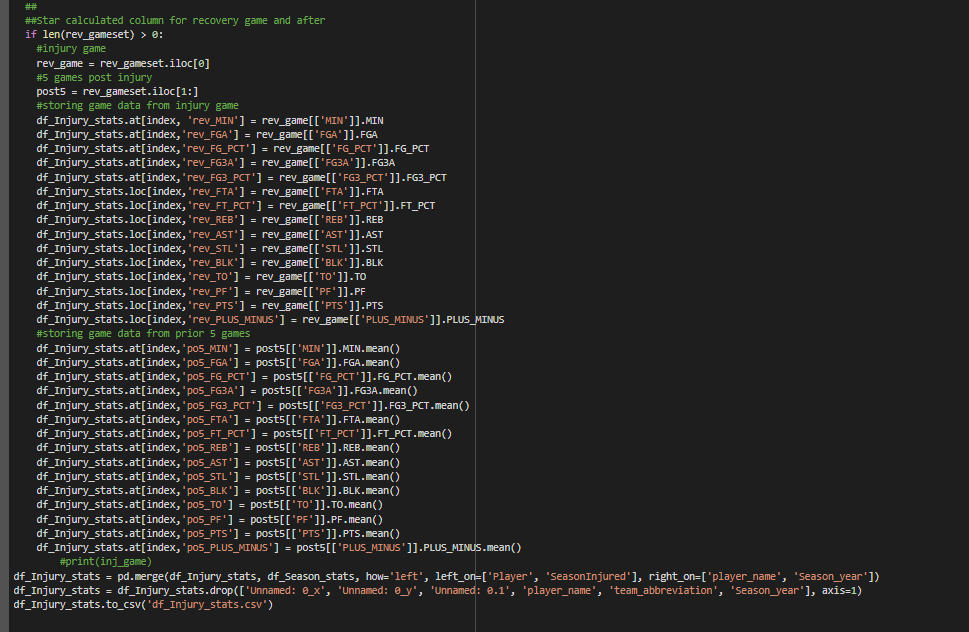 ##
##Star calculated column for recovery game and after
if len(rev_gameset) > 0:
#injury game
rev_game = rev_gameset.iloc[0]
#5 games post injury
post5 = rev_gameset.iloc[1:]
#storing game data from injury game
df_Injury_stats.at[index, 'rev_MIN'] = rev_game[['MIN']].MIN
df_Injury_stats.at[index,'rev_FGA'] = rev_game[['FGA']].FGA
df_Injury_stats.at[index,'rev_FG_PCT'] = rev_game[['FG_PCT']].FG_PCT
df_Injury_stats.at[index,'rev_FG3A'] = rev_game[['FG3A']].FG3A
df_Injury_stats.at[index,'rev_FG3_PCT'] = rev_game[['FG3_PCT']].FG3_PCT
df_Injury_stats.loc[index,'rev_FTA'] = rev_game[['FTA']].FTA
df_Injury_stats.loc[index,'rev_FT_PCT'] = rev_game[['FT_PCT']].FT_PCT
df_Injury_stats.loc[index,'rev_REB'] = rev_game[['REB']].REB
df_Injury_stats.loc[index,'rev_AST'] = rev_game[['AST']].AST
df_Injury_stats.loc[index,'rev_STL'] = rev_game[['STL']].STL
df_Injury_stats.loc[index,'rev_BLK'] = rev_game[['BLK']].BLK
df_Injury_stats.loc[index,'rev_TO'] = rev_game[['TO']].TO
df_Injury_stats.loc[index,'rev_PF'] = rev_game[['PF']].PF
df_Injury_stats.loc[index,'rev_PTS'] = rev_game[['PTS']].PTS
df_Injury_stats.loc[index,'rev_PLUS_MINUS'] = rev_game[['PLUS_MINUS']].PLUS_MINUS
#storing game data from prior 5 games
df_Injury_stats.at[index,'po5_MIN'] = post5[['MIN']].MIN.mean()
df_Injury_stats.at[index,'po5_FGA'] = post5[['FGA']].FGA.mean()
df_Injury_stats.at[index,'po5_FG_PCT'] = post5[['FG_PCT']].FG_PCT.mean()
df_Injury_stats.at[index,'po5_FG3A'] = post5[['FG3A']].FG3A.mean()
df_Injury_stats.at[index,'po5_FG3_PCT'] = post5[['FG3_PCT']].FG3_PCT.mean()
df_Injury_stats.at[index,'po5_FTA'] = post5[['FTA']].FTA.mean()
df_Injury_stats.at[index,'po5_FT_PCT'] = post5[['FT_PCT']].FT_PCT.mean()
df_Injury_stats.at[index,'po5_REB'] = post5[['REB']].REB.mean()
df_Injury_stats.at[index,'po5_AST'] = post5[['AST']].AST.mean()
df_Injury_stats.at[index,'po5_STL'] = post5[['STL']].STL.mean()
df_Injury_stats.at[index,'po5_BLK'] = post5[['BLK']].BLK.mean()
df_Injury_stats.at[index,'po5_TO'] = post5[['TO']].TO.mean()
df_Injury_stats.at[index,'po5_PF'] = post5[['PF']].PF.mean()
df_Injury_stats.at[index,'po5_PTS'] = post5[['PTS']].PTS.mean()
df_Injury_stats.at[index,'po5_PLUS_MINUS'] = post5[['PLUS_MINUS']].PLUS_MINUS.mean()
#print(inj_game)
df_Injury_stats = pd.merge(df_Injury_stats, df_Season_stats, how='left', left_on=['Player', 'SeasonInjured'], right_on=['player_name', 'Season_year'])
df_Injury_stats = df_Injury_stats.drop(['Unnamed: 0_x', 'Unnamed: 0_y', 'Unnamed: 0.1', 'player_name', 'team_abbreviation', 'Season_year'], axis=1)
df_Injury_stats.to_csv('df_Injury_stats.csv')